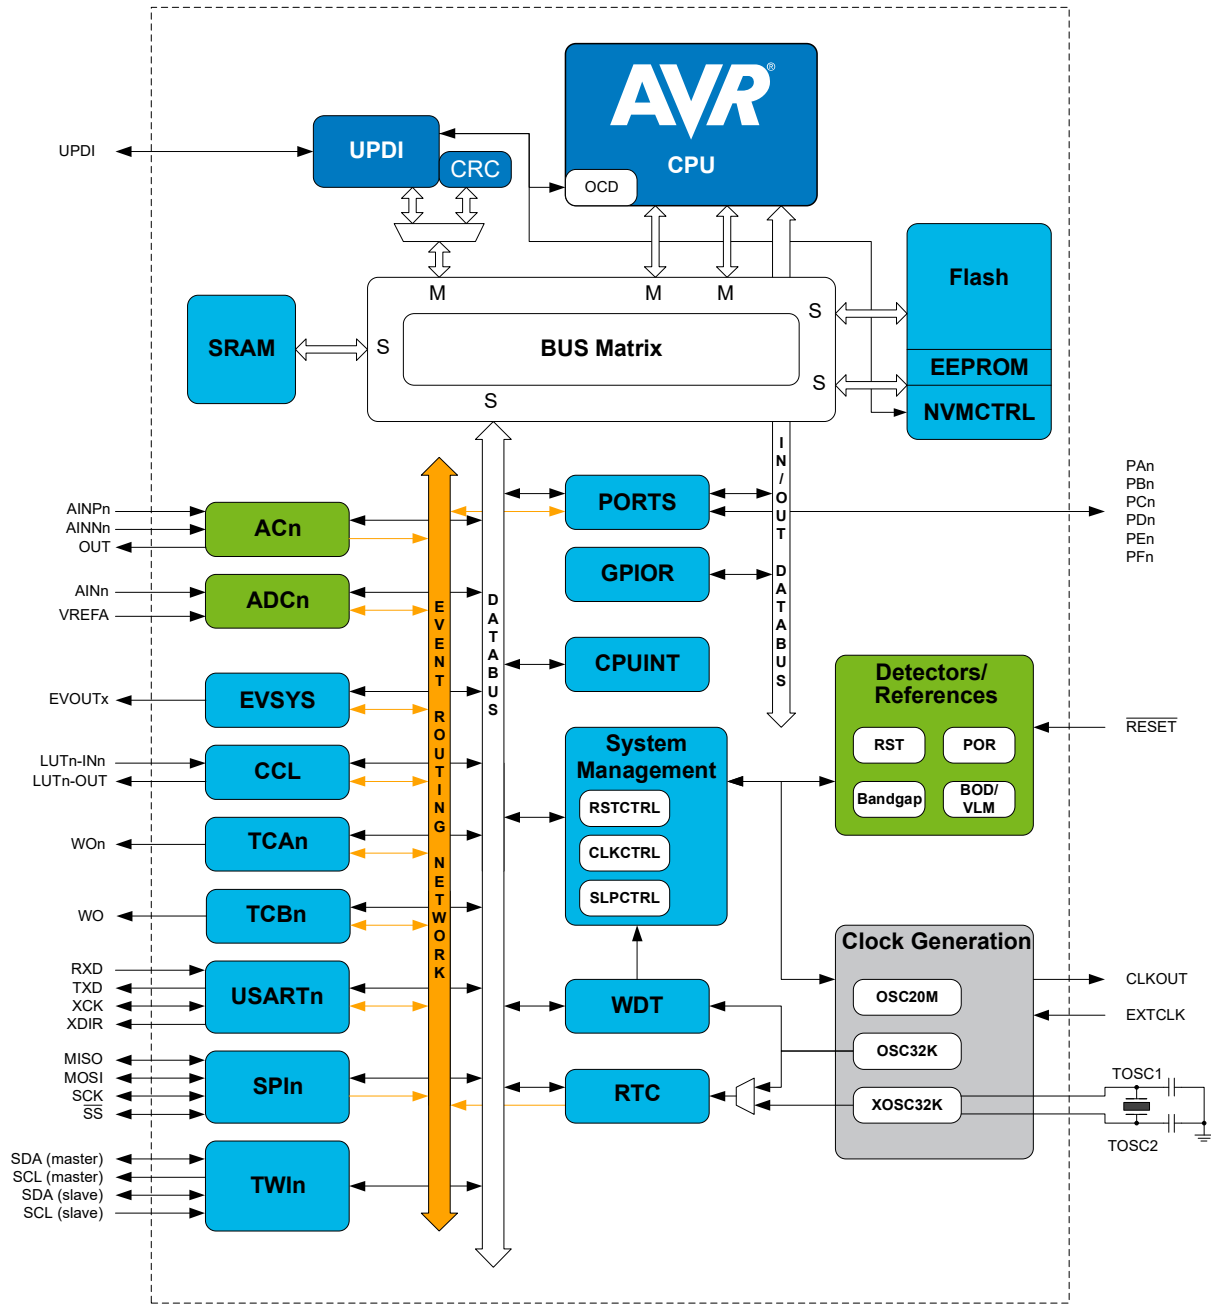 AVR®
CPU
OCD
UPDI
UPDI
CRC
M
M
M
S
S
S
S
BUS Matrix
SRAM
Flash
EEPROM
NVMCTRL
IN/OUT DATABUS
DATABUS
EVENT ROUTING NETWORK
AINPn
AINNn
OUT
ACn
AINn
VREFA
ADCn
EVOUTx
EVSYS
LUTn-INn
LUTn-OUT
CCL
WOn
TCAn
WO
TCBn
RXD
TXD
XCK
XDIR
USARTn
MISO
MOSI
SCK
SS
SPIn
SDA (master)
SCL (master)
SDA (slave)
SCL (slave)
TWIn
PORTS
GPIOR
CPUINT
System
Management
RSTCTRL
CLKCTRL
SLPCTRL
WDT
RTC
PAn
PBn
PCn
PDn
PEn
PFn
Detectors/
References
RST
POR
Bandgap
BOD/
VLM
RESET
Clock Generation
OSC20M
OSC32K
XOSC32K
CLKOUT
EXTCLK
TOSC1
TOSC2